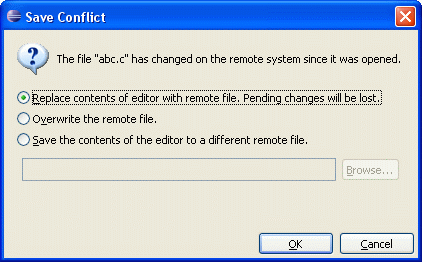 Save Conflict
The file "abc.c" has changed on the remote system since it was opened.
Replace contents of editor with remote file. Pending changes will be lost.
Overwrite the remote file.
Save the contents of the editor to a different remote file.
Browse...
OK
Cancel